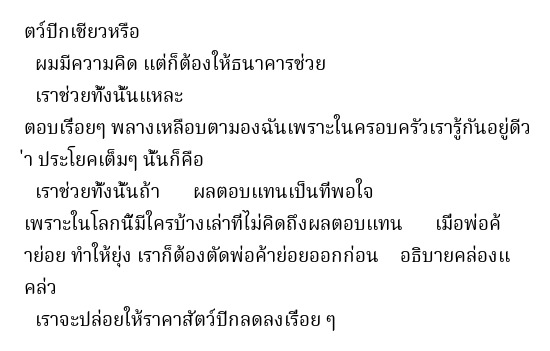 ตว์ปีกเชียวหรือ
ผมมีความคิด แต่ก็ต้องให้ธนาคารช่วย
เราช่วยทั้งนั้นแหละ
ตอบเรื่อยๆ พลางเหลือบตามองฉันเพราะในครอบครัวเรารู้กันอยู่ดีว
่า ประโยคเต็มๆ นั้นก็คือ
เราช่วยทั้งนั้นถ้า ผลตอบแทนเป็นที่พอใจ
เพราะในโลกนี้มีใครบ้างเล่าที่ไม่คิดถึงผลตอบแทน เมื่อพ่อค้
าย่อย ทำให้ยุ่ง เราก็ต้องตัดพ่อค้าย่อยออกก่อน อธิบายคล่องแ
คล่ว
เราจะปล่อยให้ราคาสัตว์ปีกลดลงเรื่อย ๆ